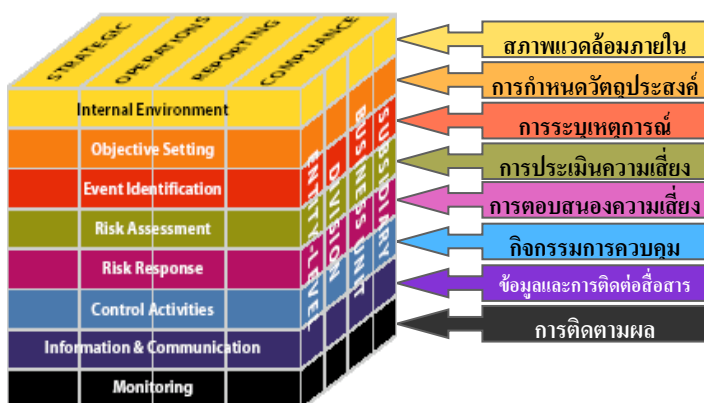 STRATEGIC
OPERATIONS
REPORTING
COMPLIANCE
Internal Environment
Objective Setting
Event Identification
Risk Assessment
Risk Response
Control Activities
Information & Communication
Monitoring
ENTITY-LEVEL
DIVISION
BUSINESS UNIT
SUBSIDIARY
สภาพแวดล้อมภายใน
การกำหนดวัตถุประสงค์
การระบุเหตุการณ์
การประเมินความเสี่ยง
การตอบสนองความเสี่ยง
กิจกรรมการควบคุม
ข้อมูลและการติดต่อสื่อสาร
การติดตามผล